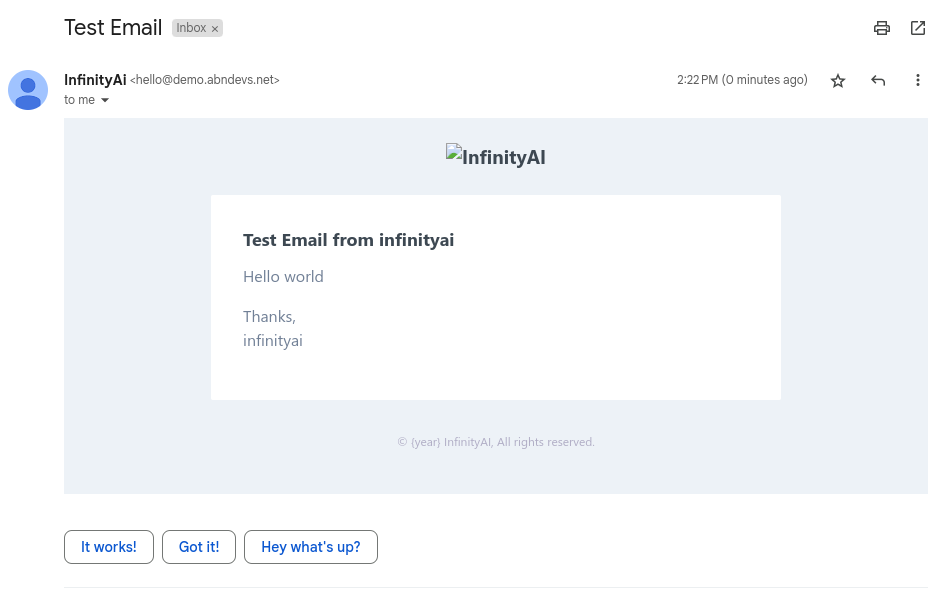 Test Email Inbox ×
InfinityAi <hello@demo.abndevs.net> 2:22 PM (0 minutes ago)
to me
InfinityAI
Test Email from infinityai
Hello world
Thanks,
infinityai
© {year} InfinityAI, All rights reserved.
It works! Got it! Hey what's up?